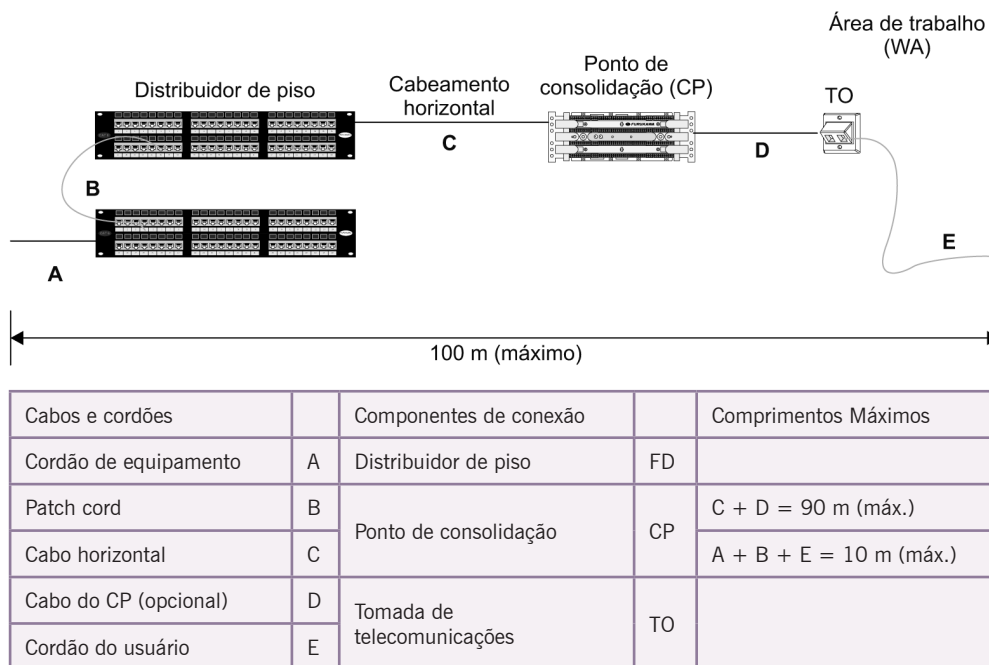 Área de trabalho
(WA)
Ponto de
consolidação (CP)
Distribuidor de piso
Cabeamento
horizontal
TO
C
FURUKAWA
D
B
E
A
100 m (máximo)
Cabos e cordões Componentes de conexão Comprimentos Máximos
Cordão de equipamento A Distribuidor de piso FD
Patch cord B Ponto de consolidação CP C + D = 90 m (máx.)
Cabo horizontal C A + B + E = 10 m (máx.)
Cabo do CP (opcional) D Tomada de
telecomunicações TO
Cordão do usuário E